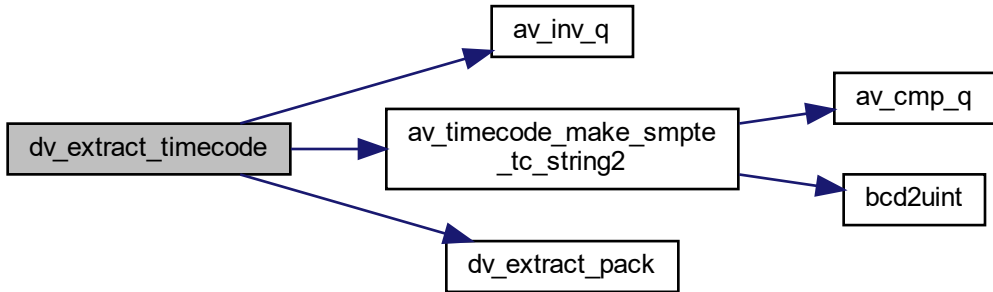 av_inv_q
av_cmp_q
dv_extract_timecode
av_timecode_make_smpte
_tc_string2
bcd2uint
dv_extract_pack